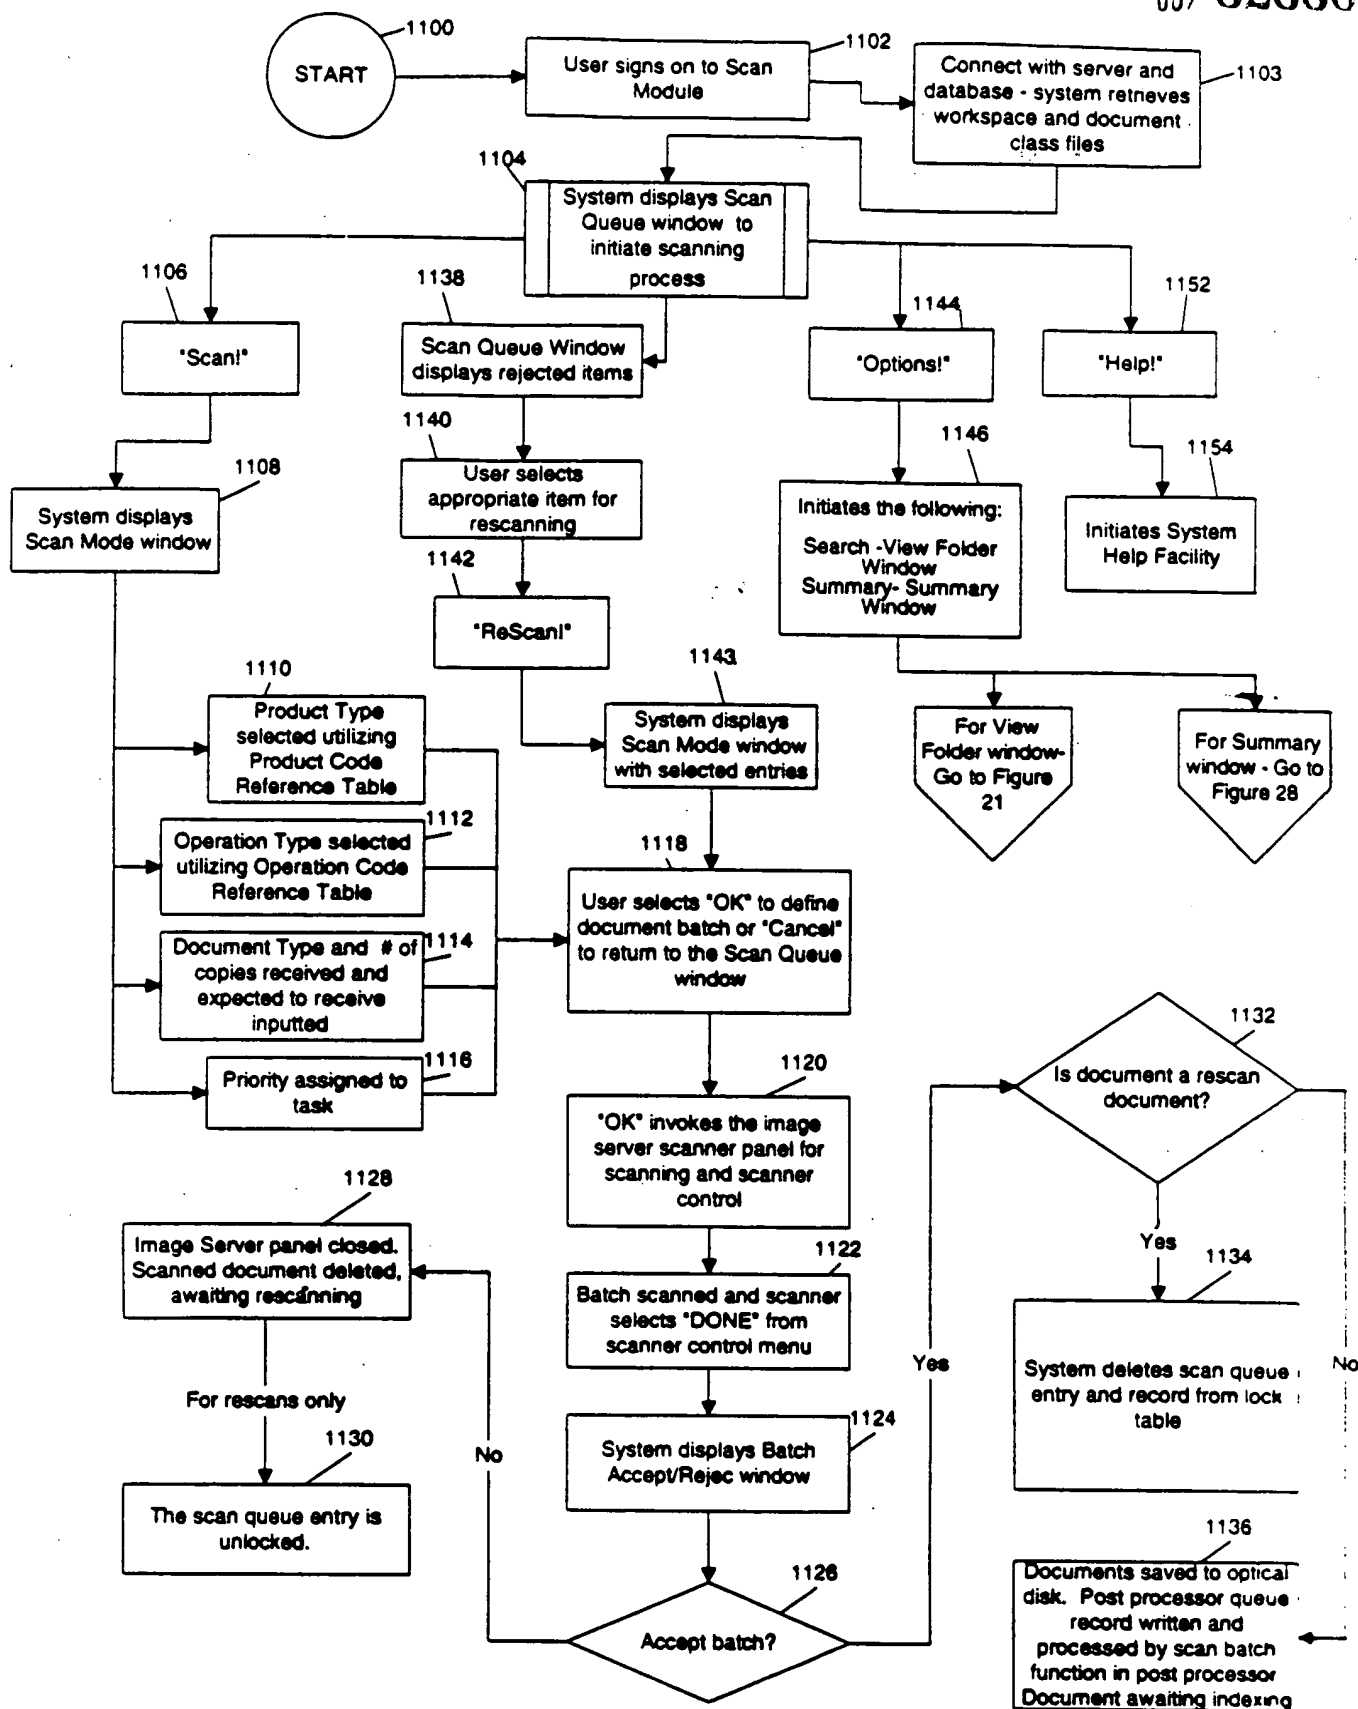 1100
START
1102
User signs on to Scan
Module
1103
Connect with server and
database - system retrieves
workspace and document
class files
1104
System displays Scan
Queue window to
initiate scanning
process
1106
"Scan!"
1138
Scan Queue Window
displays rejected items
1144
"Options!"
1152
"Help!"
1108
System displays
Scan Mode window
1140
User selects
appropriate item for
rescanning
1146
Initiates the following:
Search -View Folder
Window
Summary- Summary
Window
1154
Initiates System
Help Facility
1142
"ReScan!"
1143
System displays
Scan Mode window
with selected entries
For View
Folder window-
Go to Figure
21
For Summary
window - Go to
Figure 28
1110
Product Type
selected utilizing
Product Code
Reference Table
1112
Operation Type selected
utilizing Operation Code
Reference Table
1114
Document Type and # of
copies received and
expected to receive
inputted
1116
Priority assigned to
task
1118
User selects "OK" to define
document batch or "Cancel"
to return to the Scan Queue
window
1120
"OK" invokes the image
server scanner panel for
scanning and scanner
control
1122
Batch scanned and scanner
selects "DONE" from
scanner control menu
1124
System displays Batch
Accept/Rejec window
1126
Accept batch?
No
Yes
1128
Image Server panel closed.
Scanned document deleted,
awaiting rescanning
For rescans only
1130
The scan queue entry is
unlocked.
1132
Is document a rescan
document?
Yes
No
1134
System deletes scan queue
entry and record from lock
table
1136
Documents saved to optical
disk. Post processor queue
record written and
processed by scan batch
function in post processor
Document awaiting indexing